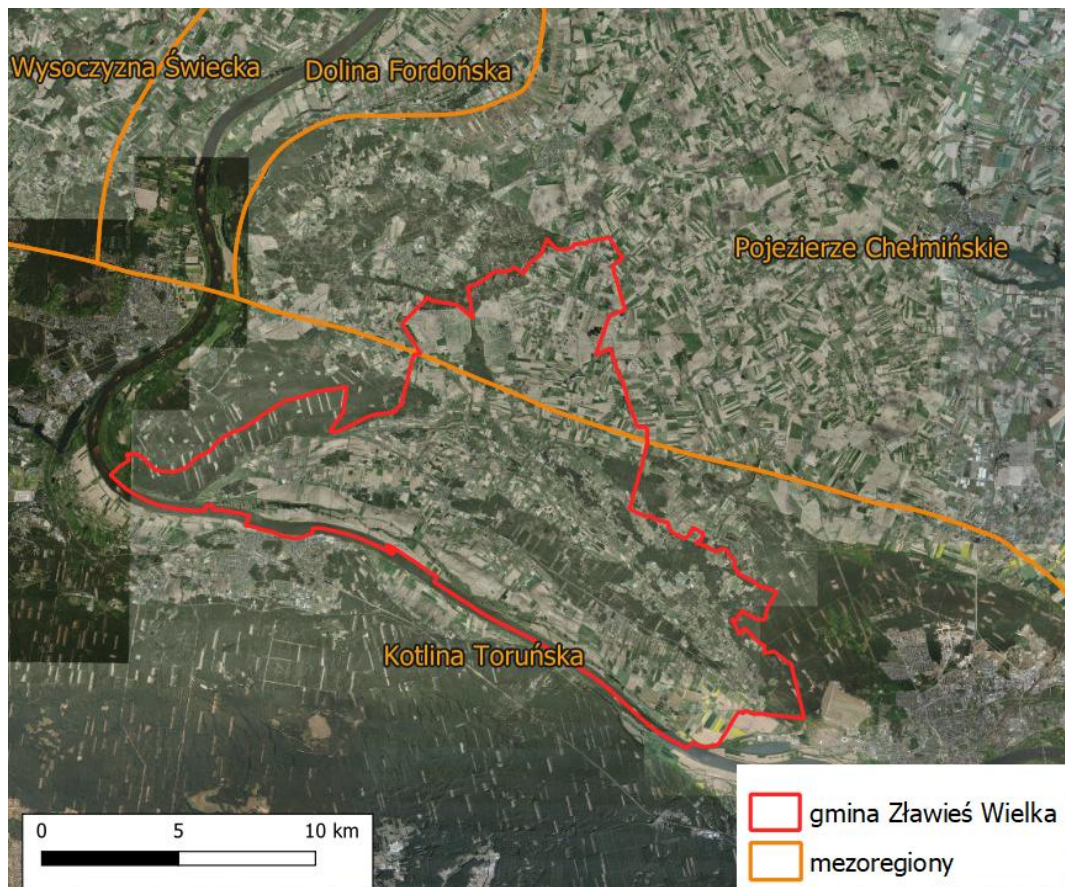 Wysoczyzna Świecka
Dolina Fordońska
Pojezierze Chełmińskie
Kotlina Toruńska
0 5 10 km
gmina Zławieś Wielka
mezoregiony